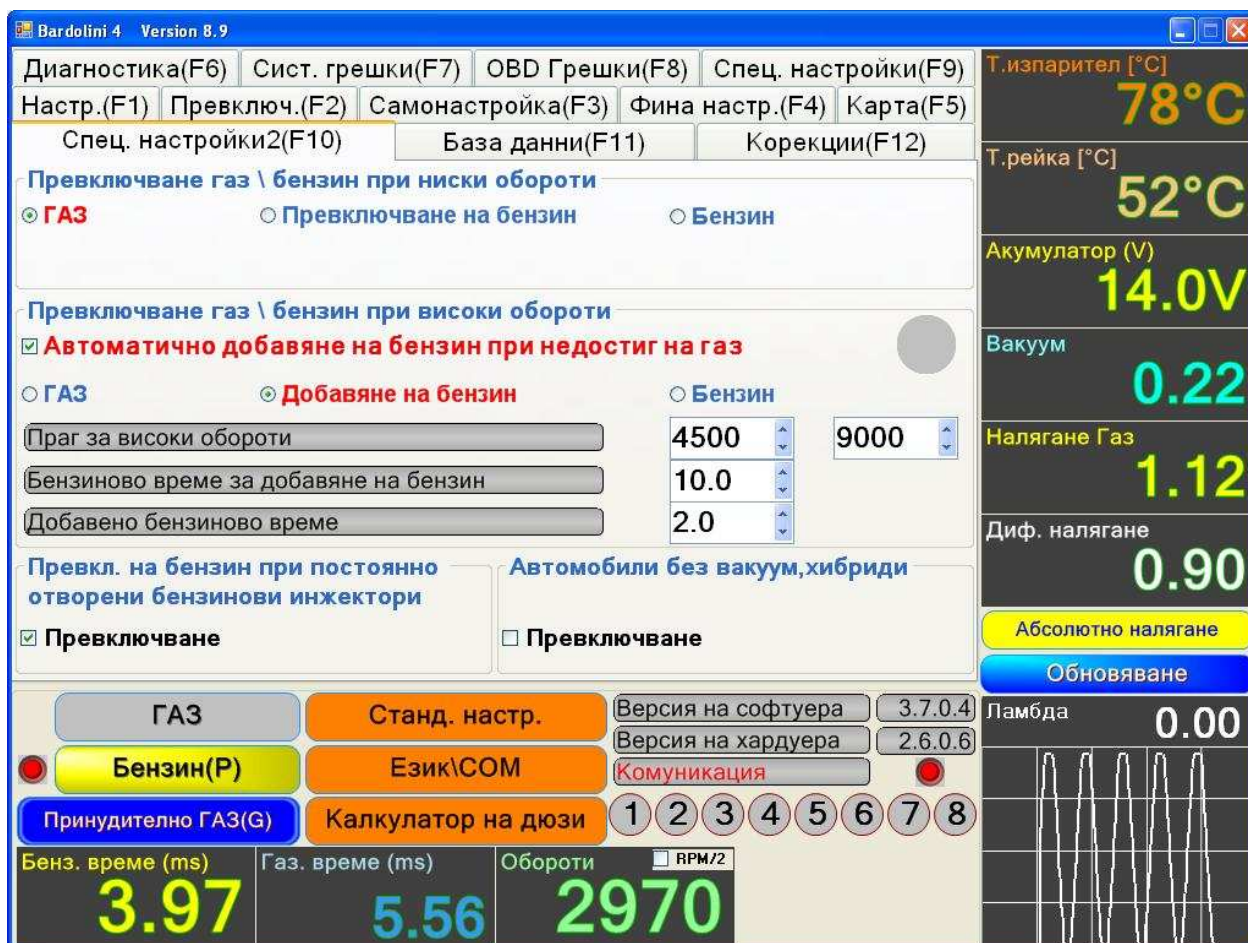 Bardolini 4 Version 8.9
Диагностика(F6) Сист. грешки(F7) OBD Грешки(F8) Спец. настройки(F9)
Настр.(F1) Превключ.(F2) Самонастройка(F3) Фина настр.(F4) Карта(F5)
Спец. настройки2(F10) База данни(F11) Корекции(F12)
Превключване газ \ бензин при ниски обороти
ГАЗ Превключване на бензин Бензин
Превключване газ \ бензин при високи обороти
Автоматично добавяне на бензин при недостиг на газ
ГАЗ Добавяне на бензин Бензин
Праг за високи обороти 4500 9000
Бензиново време за добавяне на бензин 10.0
Добавено бензиново време 2.0
Превкл. на бензин при постоянно
отворени бензинови инжектори
Превключване
Автомобили без вакуум,хибриди
Превключване
Т.изпарител [°C]
78°C
Т.рейка [°C]
52°C
Акумулатор (V)
14.0V
Вакуум
0.22
Налягане Газ
1.12
Диф. налягане
0.90
Абсолютно налягане
Обновяване
Ламбда 0.00
ГАЗ Станд. настр. Версия на софтуера 3.7.0.4
Версия на хардуера 2.6.0.6
Бензин(P) Език\COM Комуникация
Принудително ГАЗ(G) Калкулатор на дюзи 1 2 3 4 5 6 7 8
Бенз. време (ms) Газ. време (ms) Обороти RPM/2
3.97 5.56 2970